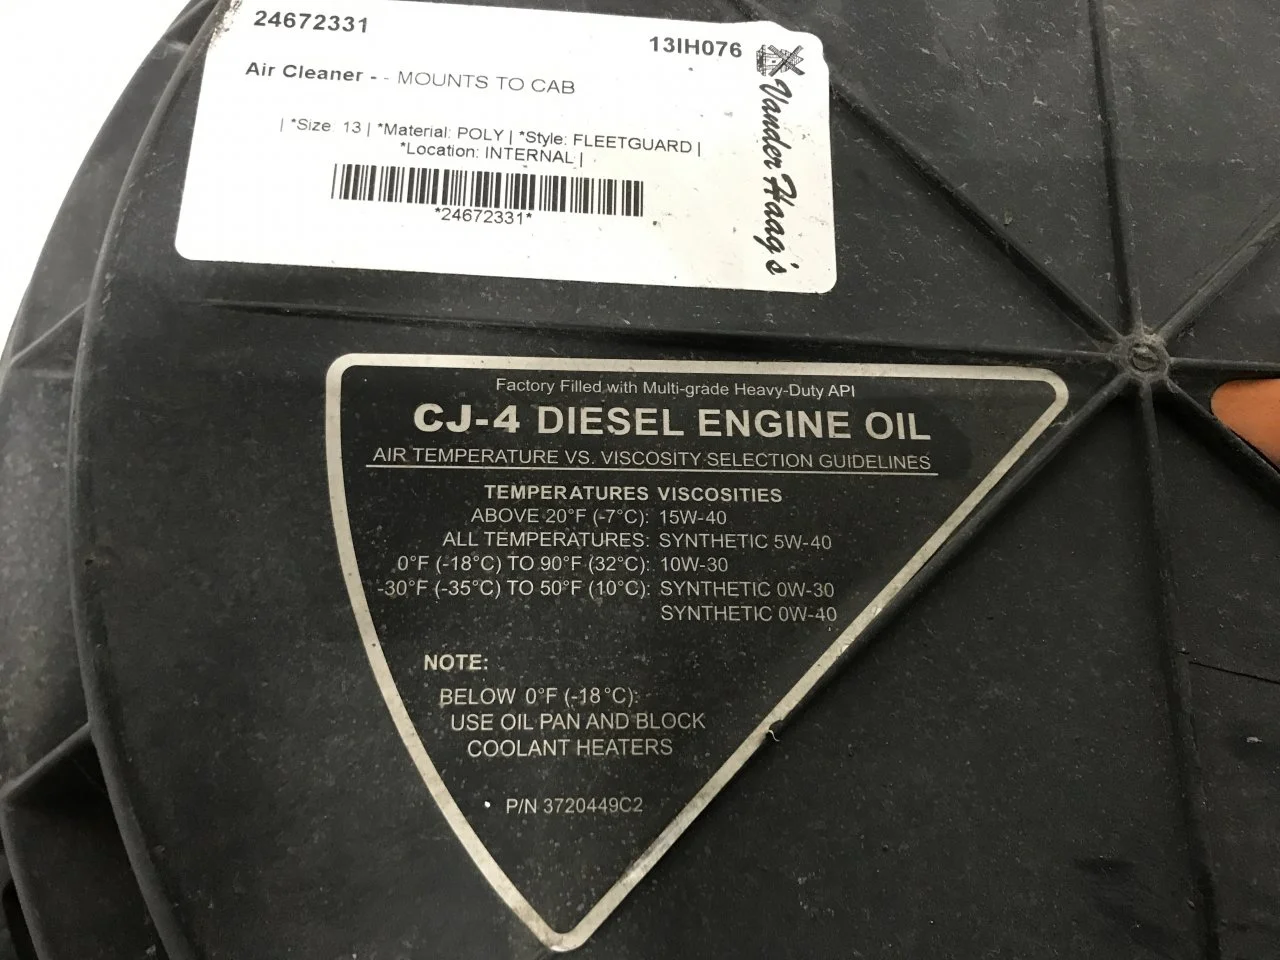 24672331
13IH076
Air Cleaner - - MOUNTS TO CAB
| *Size: 13 | *Material: POLY | *Style: FLEETGUARD |
*Location: INTERNAL |
*24672331*
Vander Haag's
Factory Filled with Multi-grade Heavy-Duty API
CJ-4 DIESEL ENGINE OIL
AIR TEMPERATURE VS. VISCOSITY SELECTION GUIDELINES
TEMPERATURES VISCOSITIES
ABOVE 20°F (-7°C): 15W-40
ALL TEMPERATURES: SYNTHETIC 5W-40
0°F (-18°C) TO 90°F (32°C): 10W-30
-30°F (-35°C) TO 50°F (10°C): SYNTHETIC 0W-30
SYNTHETIC 0W-40
NOTE:
BELOW 0°F (-18°C):
USE OIL PAN AND BLOCK
COOLANT HEATERS
P/N 3720449C2